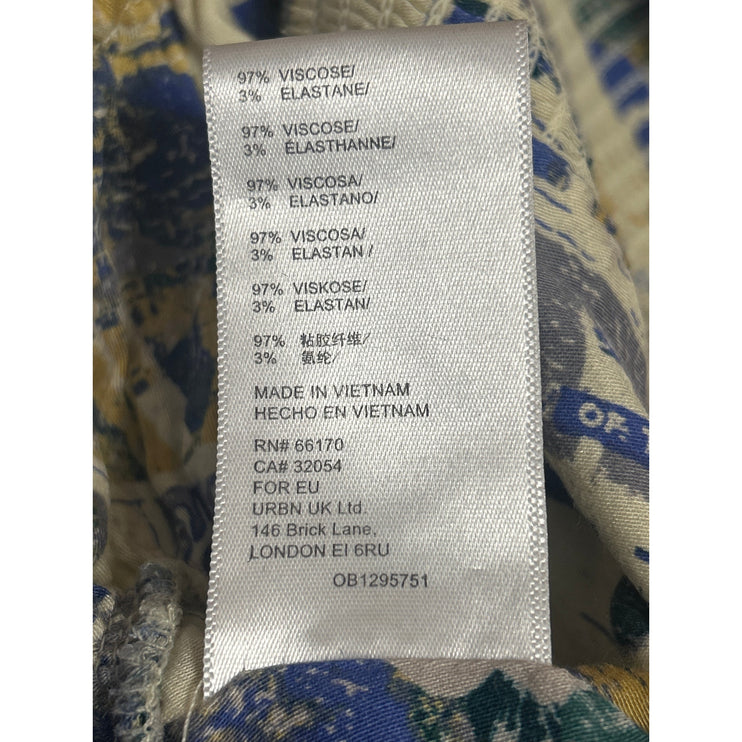 97% VISCOSE/
3% ELASTANE/
97% VISCOSE/
3% ÉLASTHANNE/
97% VISCOSA/
3% ELASTANO/
97% VISCOSA/
3% ELASTAN /
97% VISKOSE/
3% ELASTAN/
97% 粘胶纤维/
3% 氨纶/
MADE IN VIETNAM
HECHO EN VIETNAM
RN# 66170
CA# 32054
FOR EU
URBN UK Ltd.
146 Brick Lane,
LONDON EI 6RU
OB1295751
OF